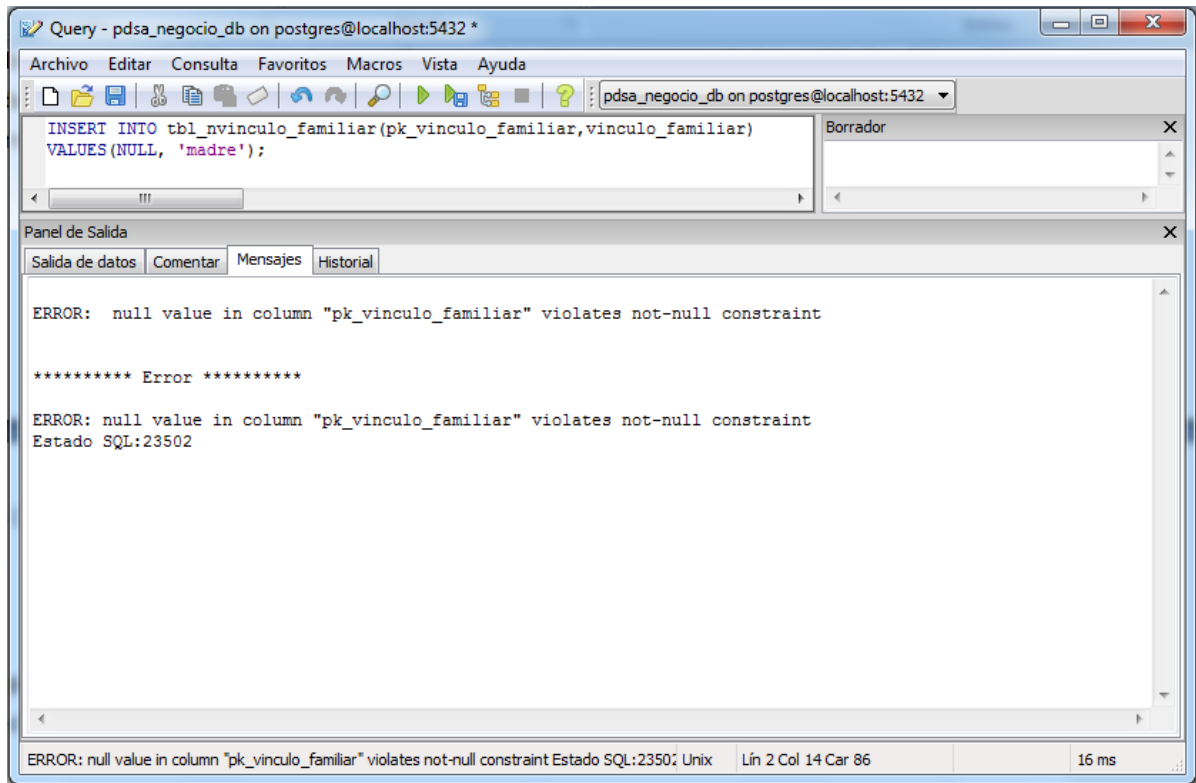 Query - pdsa_negocio_db on postgres@localhost:5432 *
Archivo Editar Consulta Favoritos Macros Vista Ayuda
pdsa_negocio_db on postgres@localhost:5432
INSERT INTO tbl_nvinculo_familiar(pk_vinculo_familiar,vinculo_familiar)
VALUES(NULL, 'madre');
Borrador
Panel de Salida
Salida de datos Comentar Mensajes Historial
ERROR:  null value in column "pk_vinculo_familiar" violates not-null constraint
********** Error **********
ERROR: null value in column "pk_vinculo_familiar" violates not-null constraint
Estado SQL:23502
ERROR: null value in column "pk_vinculo_familiar" violates not-null constraint Estado SQL:23502 Unix Lín 2 Col 14 Car 86 16 ms